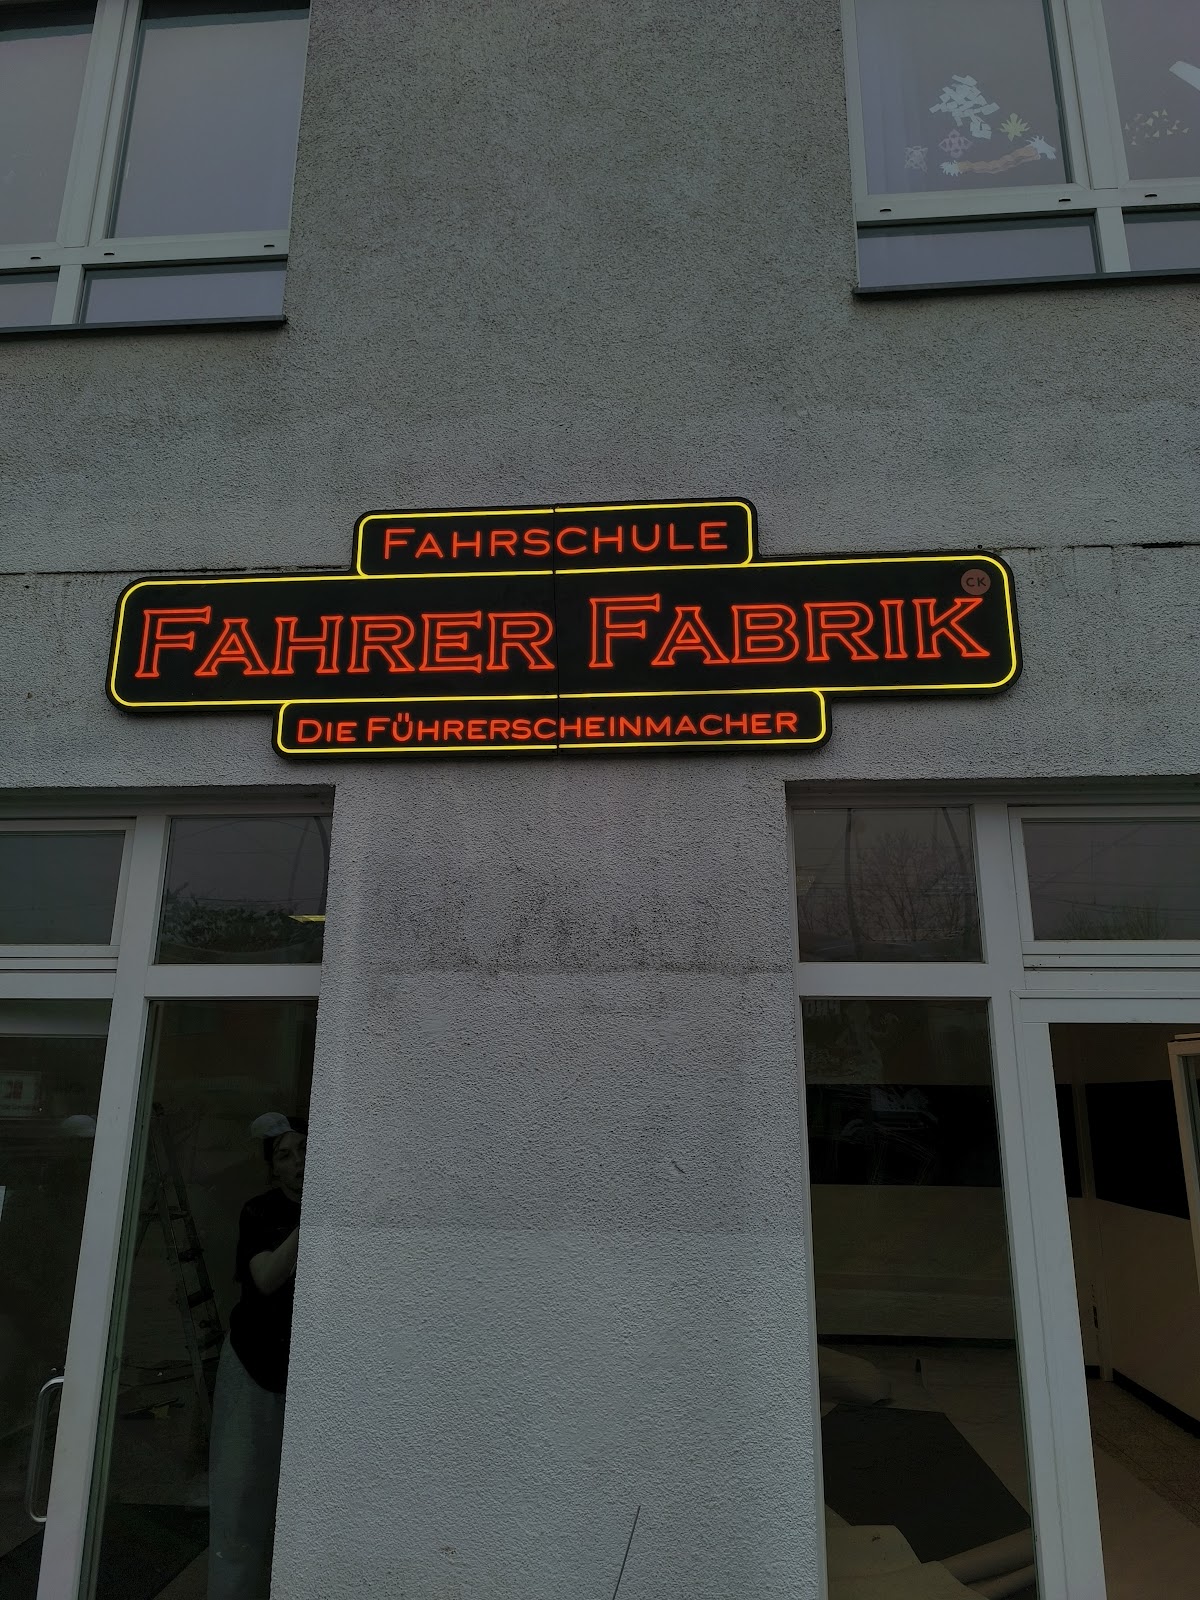 FAHRSCHULE
CK
FAHRER FABRIK
DIE FÜHRERSCHEINMACHER